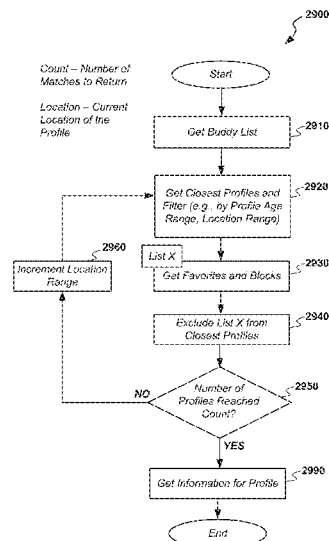 2900
Count – Number of
Matches to Return
Location – Current
Location of the
Profile
Start
2910
Get Buddy List
2920
Get Closest Profiles and
Filter (e.g., by Profile Age
Range, Location Range)
2960
Increment Location
Range
List X
2930
Get Favorites and Blocks
2940
Exclude List X from
Closest Profiles
2950
Number of
Profiles Reached
Count?
NO
YES
2990
Get Information for Profile
End